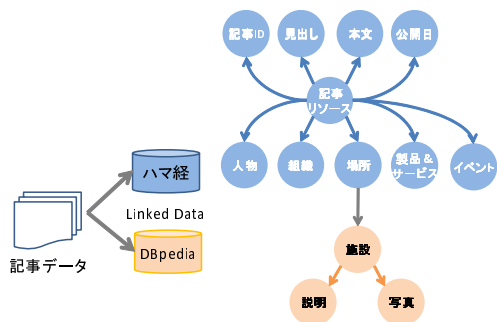 記事ID
見出し
本文
公開日
記事
リソース
人物
組織
場所
製品&
サービス
イベント
ハマ経
Linked Data
DBpedia
記事データ
施設
説明
写真